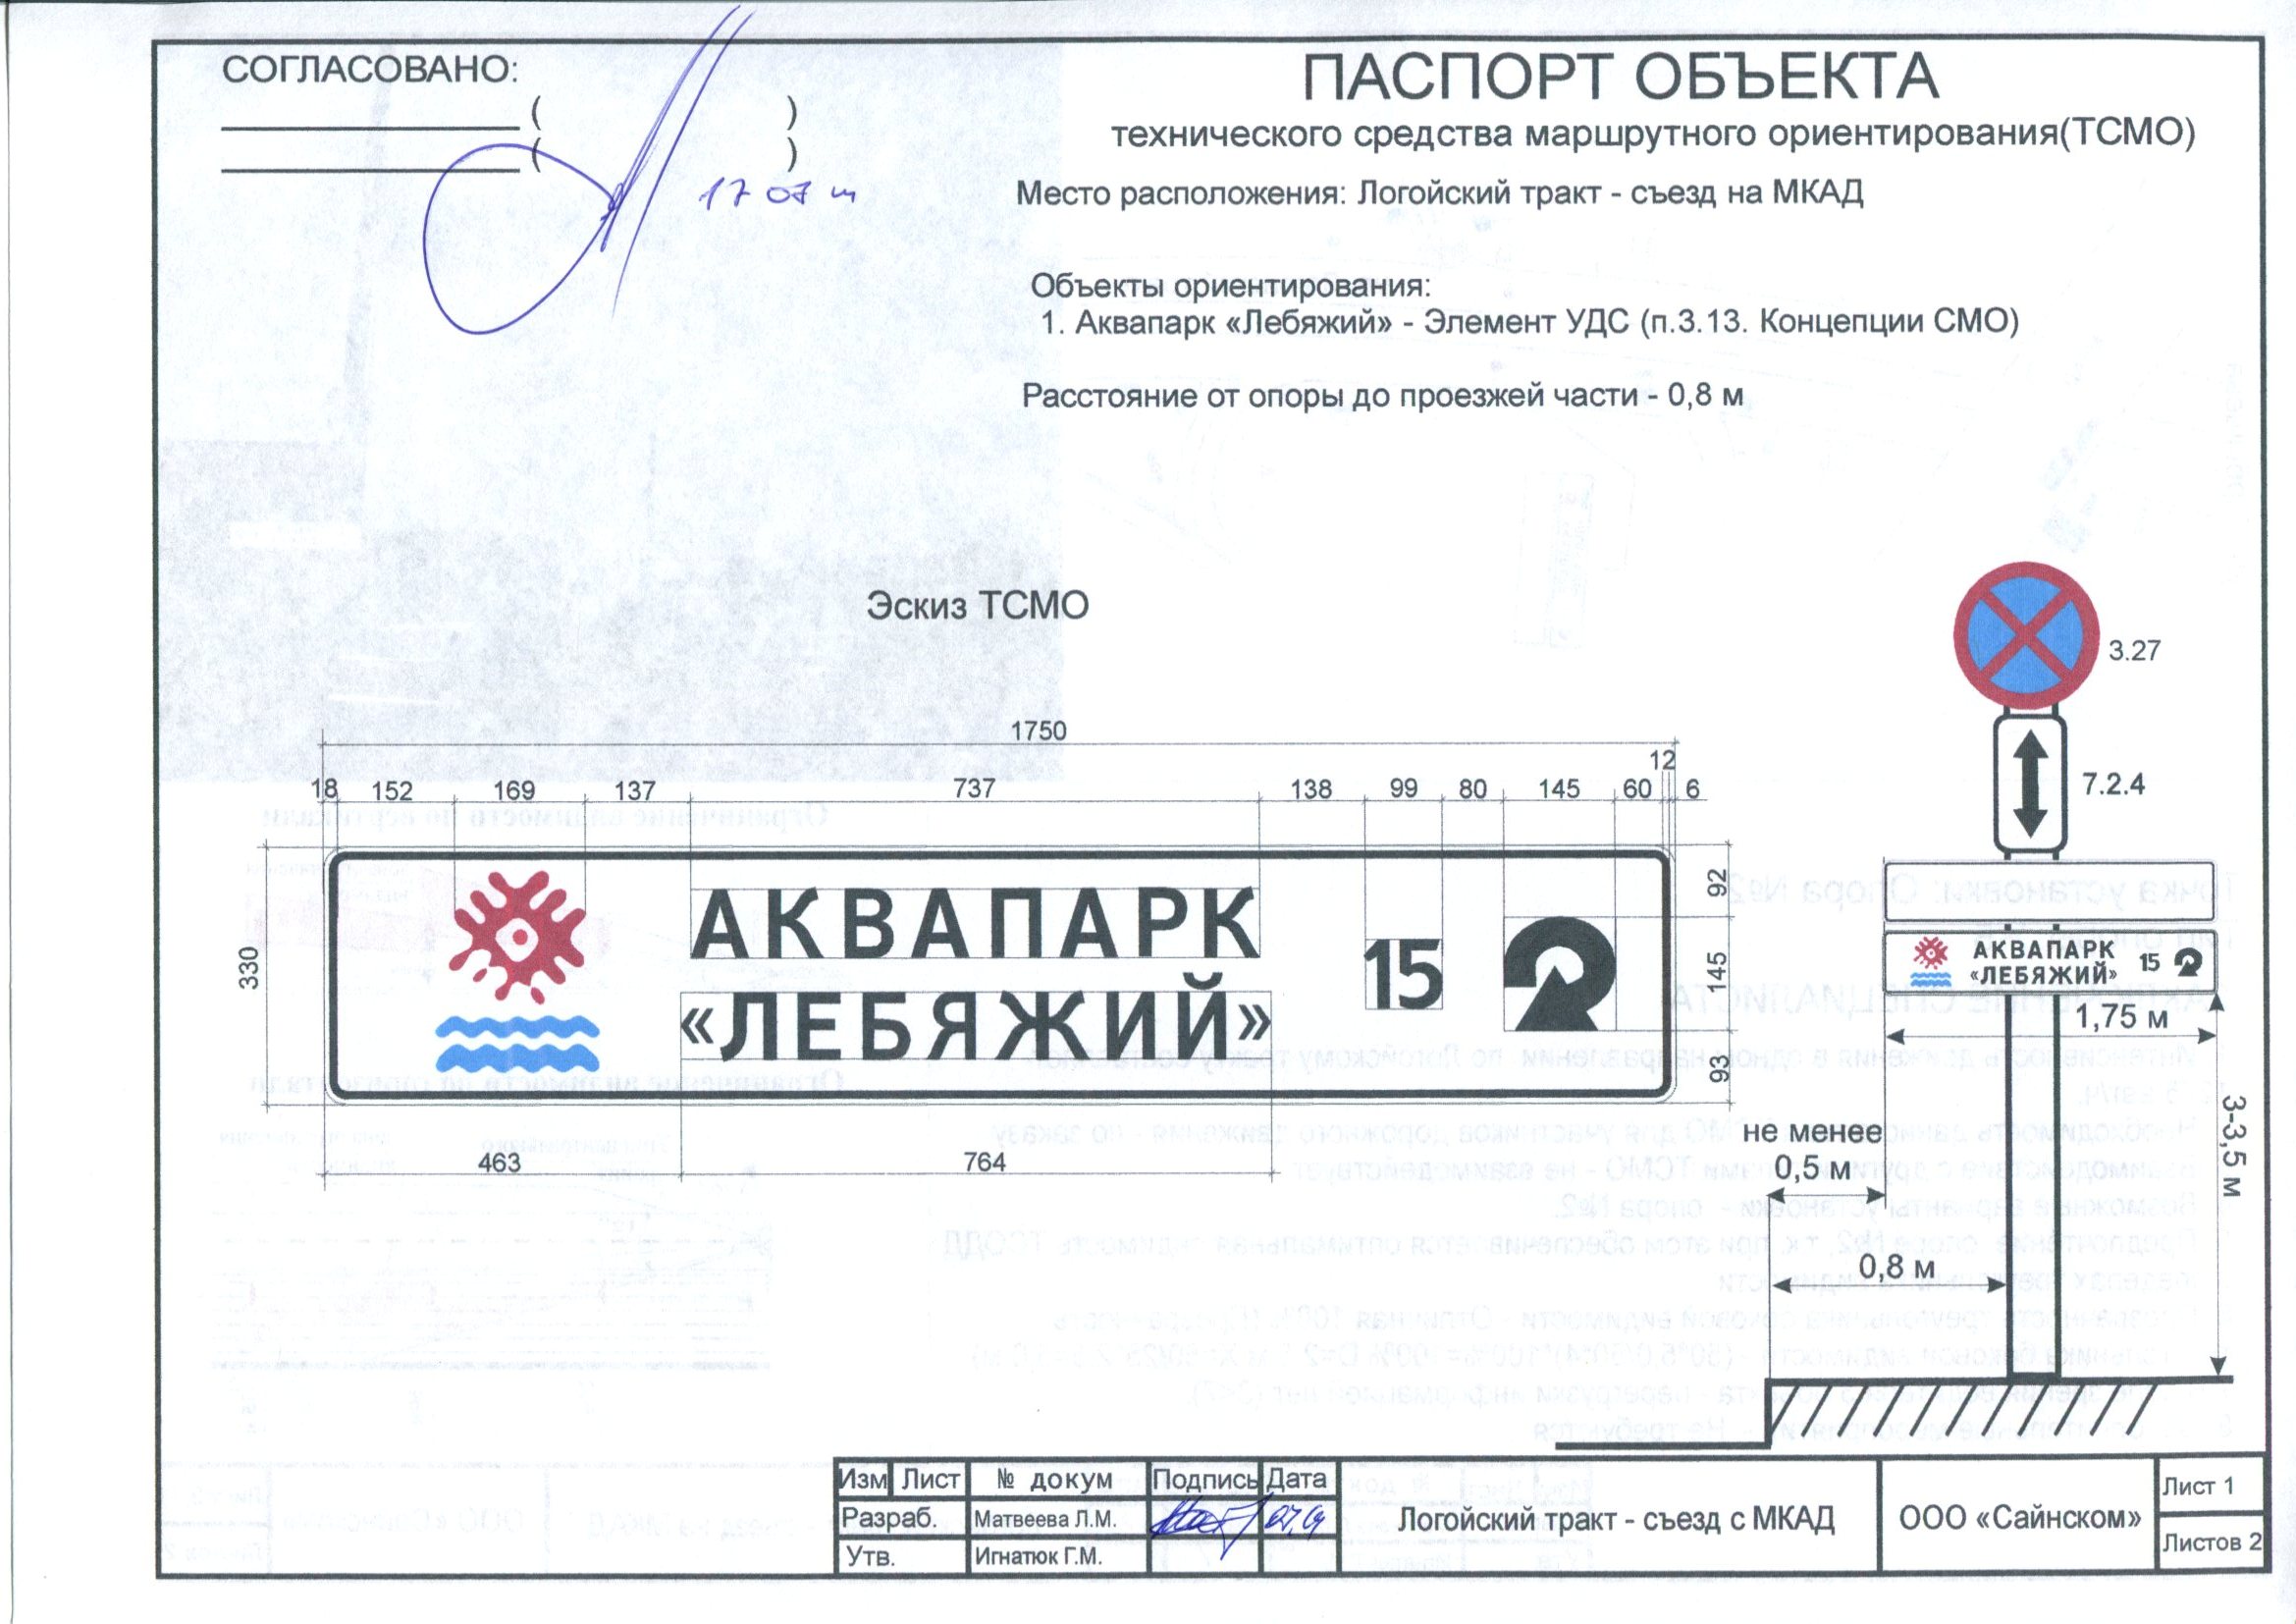 СОГЛАСОВАНО:
( )
( )
17 07
ПАСПОРТ ОБЪЕКТА
технического средства маршрутного ориентирования(ТСМО)
Место расположения: Логойский тракт - съезд на МКАД
Объекты ориентирования:
1. Аквапарк «Лебяжий» - Элемент УДС (п.3.13. Концепции СМО)
Расстояние от опоры до проезжей части - 0,8 м
Эскиз ТСМО
3.27
7.2.4
1750
12
18 152 169 137 737 138 99 80 145 60 6
330
92
145
93
АКВАПАРК
«ЛЕБЯЖИЙ»
15
463 764
АКВАПАРК
«ЛЕБЯЖИЙ»
15
1,75 м
не менее
0,5 м
3-3,5 м
0,8 м
Изм Лист № докум Подпись Дата
Разраб. Матвеева Л.М.
Утв. Игнатюк Г.М.
Логойский тракт - съезд с МКАД
ООО «Сайнском»
Лист 1
Листов 2